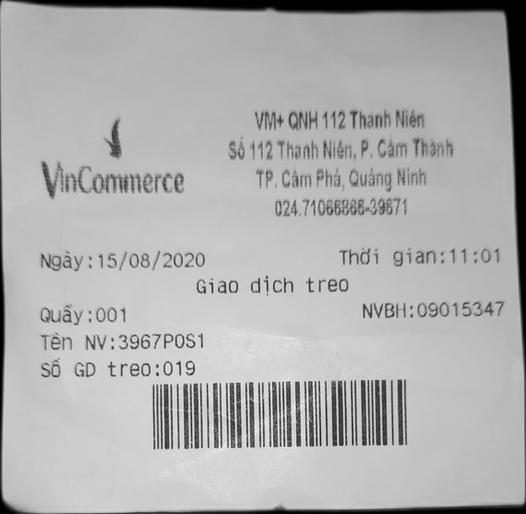 VinCommerce
VM+ QNH 112 Thanh Niên
Số 112 Thanh Niên, P. Cẩm Thành
TP. Cẩm Phả, Quảng Ninh
024.71066866-39671
Ngày:15/08/2020 Thời gian:11:01
Giao dịch treo
Quầy:001 NVBH:09015347
Tên NV:3967POS1
Số GD treo:019